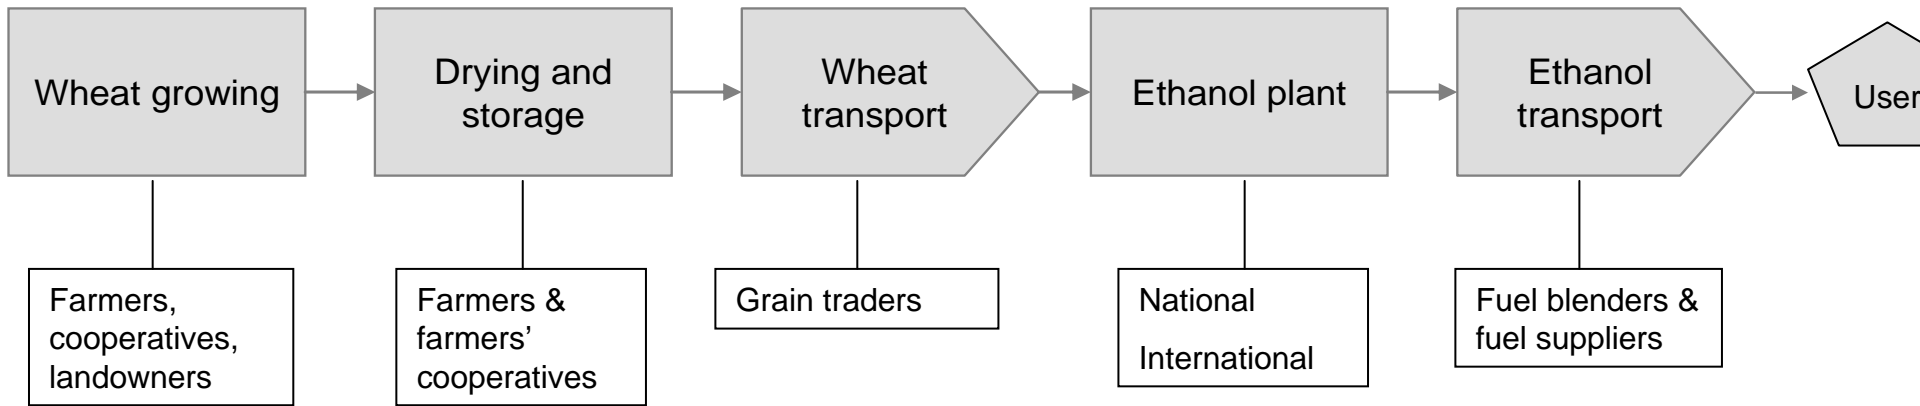 Wheat growing
Drying and
storage
Wheat
transport
Ethanol plant
Ethanol
transport
User
Farmers,
cooperatives,
landowners
Farmers &
farmers’
cooperatives
Grain traders
National
International
Fuel blenders &
fuel suppliers